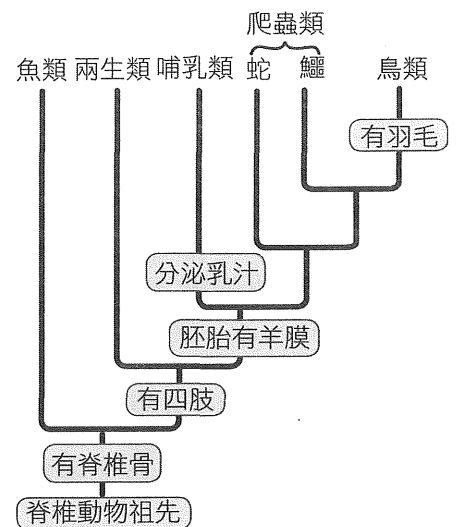 爬蟲類
魚類 兩生類 哺乳類 蛇 鱷 鳥類
有羽毛
分泌乳汁
胚胎有羊膜
有四肢
有脊椎骨
脊椎動物祖先